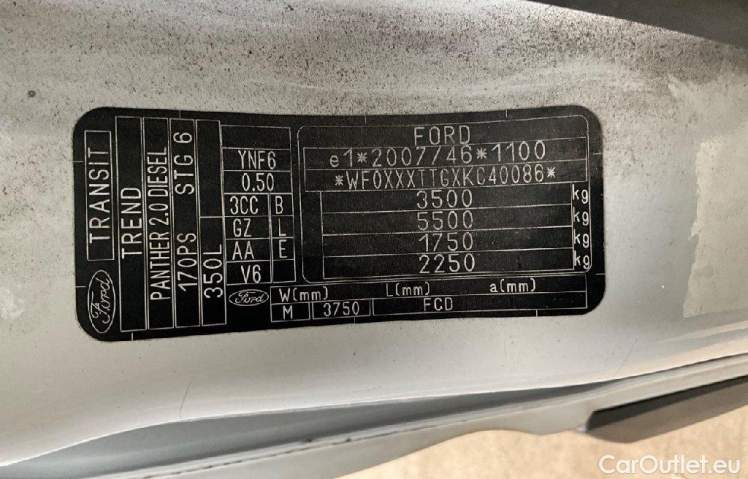 Ford
TRANSIT
TREND
PANTHER 2.0 DIESEL
170PS STG 6
350L
YNF6
0.50
3CC B
GZ L
AA E
V6
Ford
FORD
e1*2007746*1100
*WF0XXXTTGXKC40086*
3500 kg
5500 kg
1750 kg
2250 kg
W(mm) L(mm) a(mm)
M 3750 FCD
CarOutlet.eu